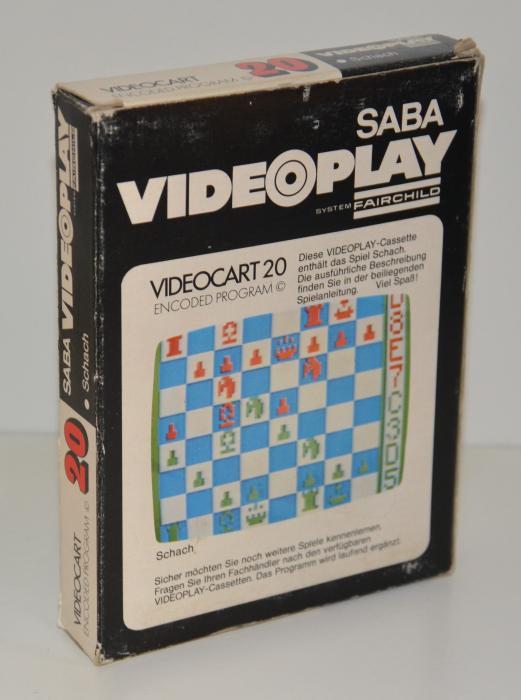 VIDEOCART
ENCODED PROGRAM ©
20
VIDEOPLAY
• Schach
SABA VIDEOPLAY
• Schach
20
VIDEOCART
ENCODED PROGRAM ©
SABA
VIDEOPLAY
SYSTEM FAIRCHILD
VIDEOCART 20
ENCODED PROGRAM ©
Diese VIDEOPLAY-Cassette
enthält das Spiel Schach.
Die ausführliche Beschreibung
finden Sie in der beiliegenden
Spielanleitung. Viel Spaß!
Schach
Sicher möchten Sie noch weitere Spiele kennenlernen.
Fragen Sie Ihren Fachhändler nach den verfügbaren
VIDEOPLAY-Cassetten. Das Programm wird laufend ergänzt.